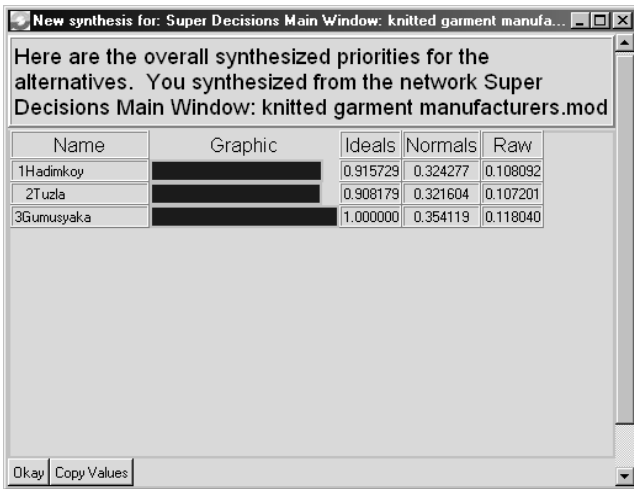 New synthesis for: Super Decisions Main Window: knitted garment manufa...
Here are the overall synthesized priorities for the
alternatives. You synthesized from the network Super
Decisions Main Window: knitted garment manufacturers.mod
Name Graphic Ideals Normals Raw
1Hadimkoy 0.915729 0.324277 0.108092
2Tuzla 0.908179 0.321604 0.107201
3Gumusyaka 1.000000 0.354119 0.118040
Okay Copy Values